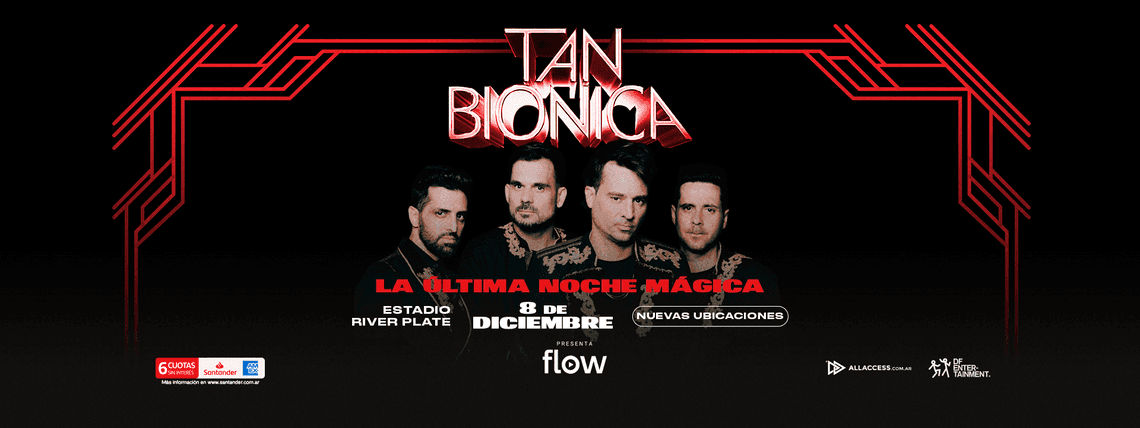 TAN
BIONICA
LA ÚLTIMA NOCHE MÁGICA
ESTADIO
RIVER PLATE
8 DE
DICIEMBRE
NUEVAS UBICACIONES
PRESENTA
flow
6 CUOTAS
SIN INTERÉS
Santander
AMEX
Más información en www.santander.com.ar
ALLACCESS.COM.AR
DF
ENTER-
TAINMENT.